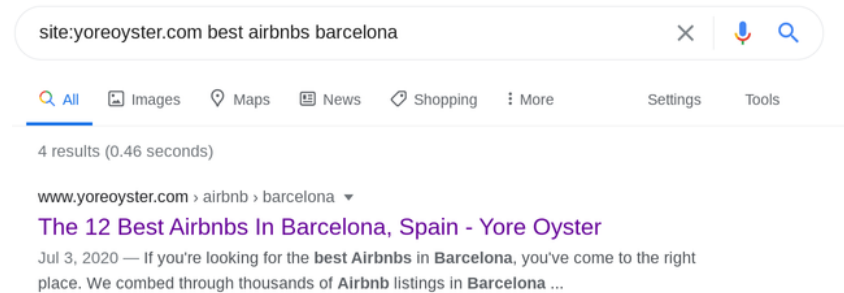 site:yoreoyster.com best airbnbs barcelona
All Images Maps News Shopping More Settings Tools
4 results (0.46 seconds)
www.yoreoyster.com › airbnb › barcelona
The 12 Best Airbnbs In Barcelona, Spain - Yore Oyster
Jul 3, 2020 — If you're looking for the best Airbnbs in Barcelona, you've come to the right
place. We combed through thousands of Airbnb listings in Barcelona ...